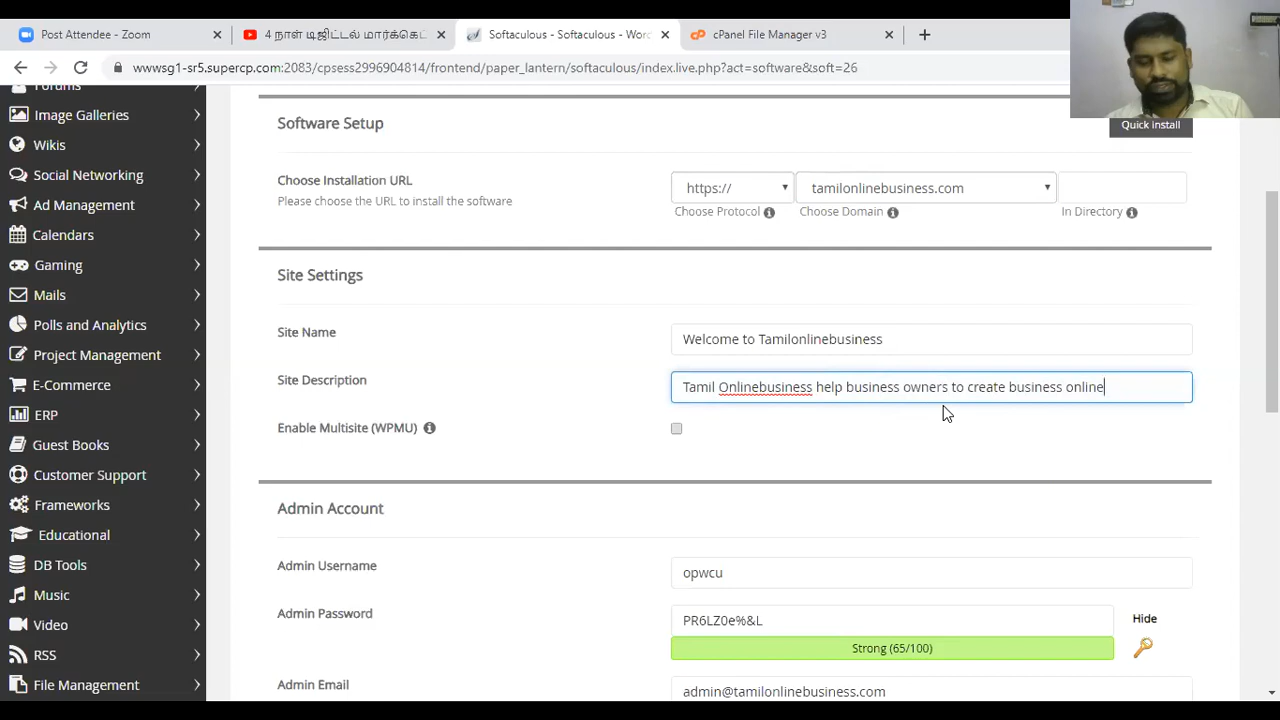 Post Attendee - Zoom
4 நாள் டிஜிட்டல் மார்க்கெட்
Softaculous - Softaculous - Wor
cPanel File Manager v3
wwwsg1-sr5.supercp.com:2083/cpsess2996904814/frontend/paper_lantern/softaculous/index.live.php?act=software&soft=26
Forums
Image Galleries
Wikis
Social Networking
Ad Management
Calendars
Gaming
Mails
Polls and Analytics
Project Management
E-Commerce
ERP
Guest Books
Customer Support
Frameworks
Educational
DB Tools
Music
Video
RSS
File Management
Software Setup
Quick Install
Choose Installation URL
Please choose the URL to install the software
https://
tamilonlinebusiness.com
Choose Protocol
Choose Domain
In Directory
Site Settings
Site Name
Welcome to Tamilonlinebusiness
Site Description
Tamil Onlinebusiness help business owners to create business online
Enable Multisite (WPMU)
Admin Account
Admin Username
opwcu
Admin Password
PR6LZ0e%&L
Hide
Strong (65/100)
Admin Email
admin@tamilonlinebusiness.com